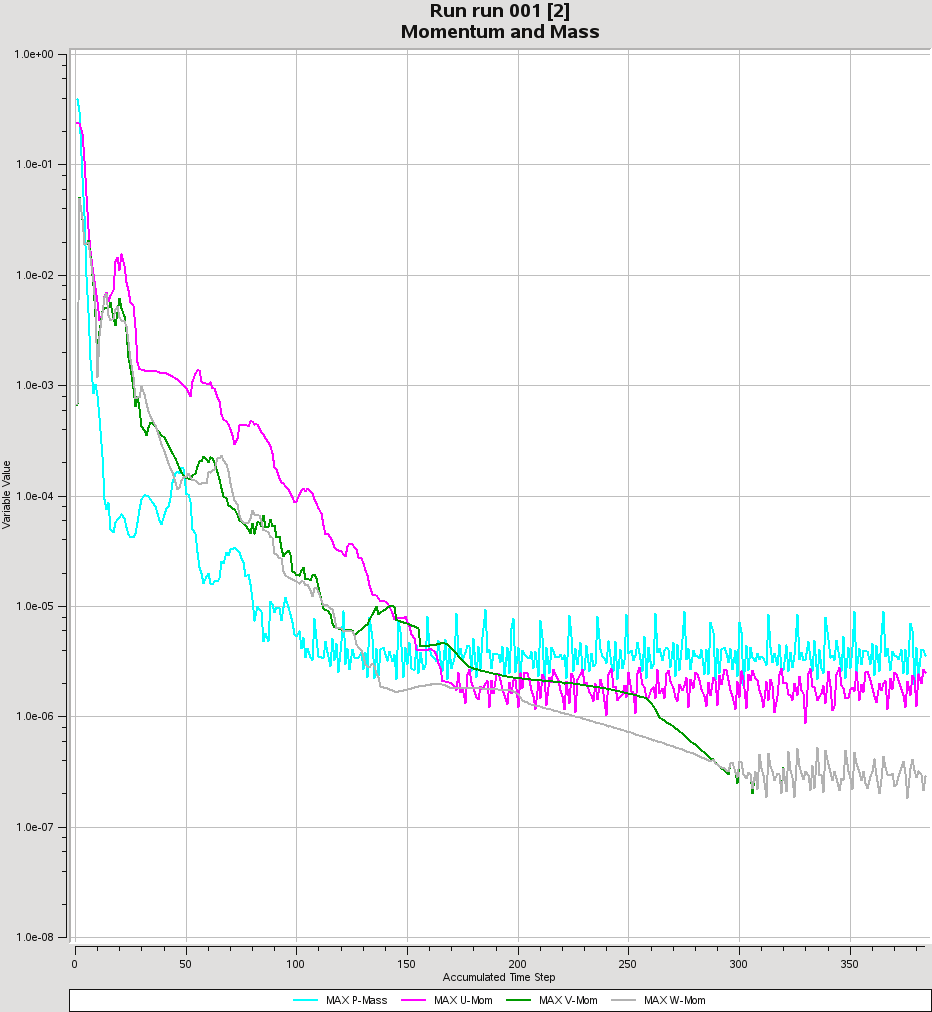 Run run 001 [2]
Momentum and Mass
1.0e+00
1.0e-01
1.0e-02
1.0e-03
1.0e-04
1.0e-05
1.0e-06
1.0e-07
1.0e-08
Variable Value
0 50 100 150 200 250 300 350
Accumulated Time Step
MAX P-Mass MAX U-Mom MAX V-Mom MAX W-Mom